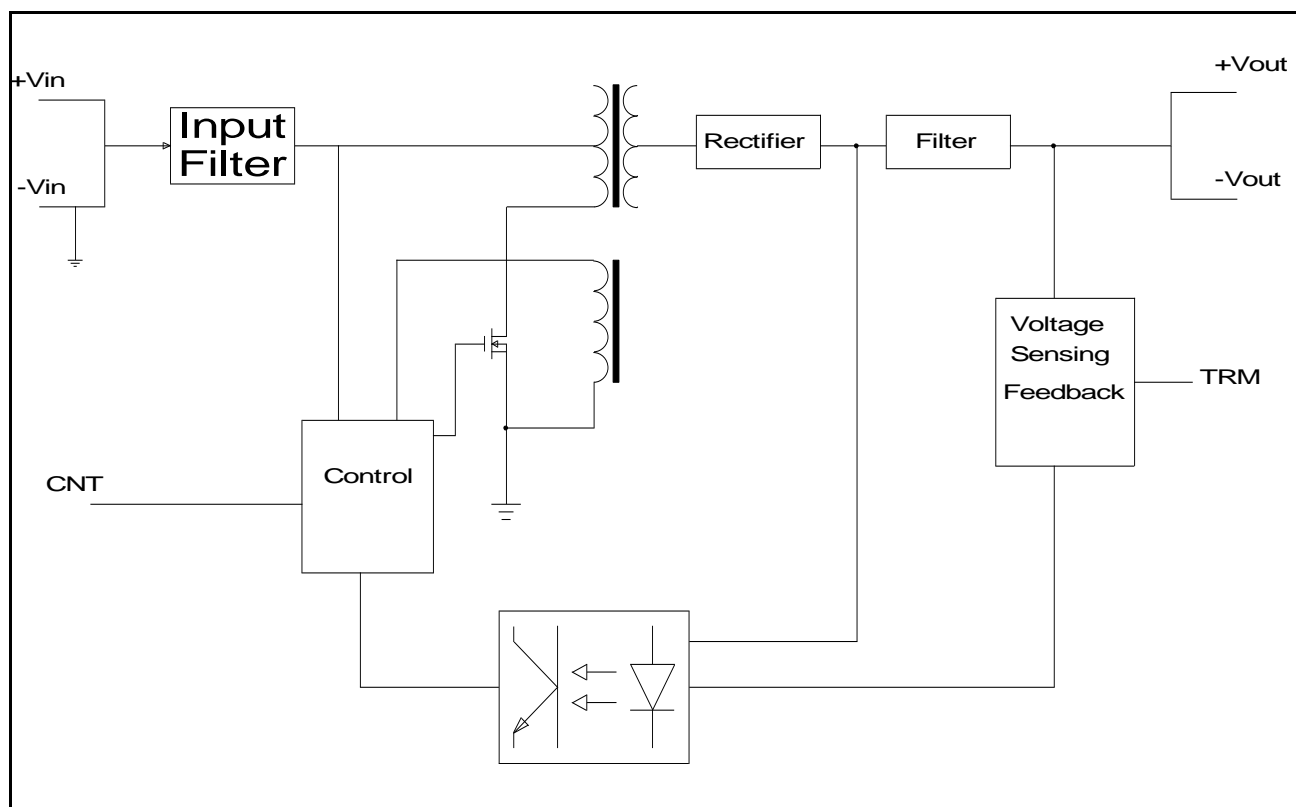 +Vin
-Vin
Input
Filter
Rectifier
Filter
+Vout
-Vout
Voltage
Sensing
Feedback
TRM
Control
CNT